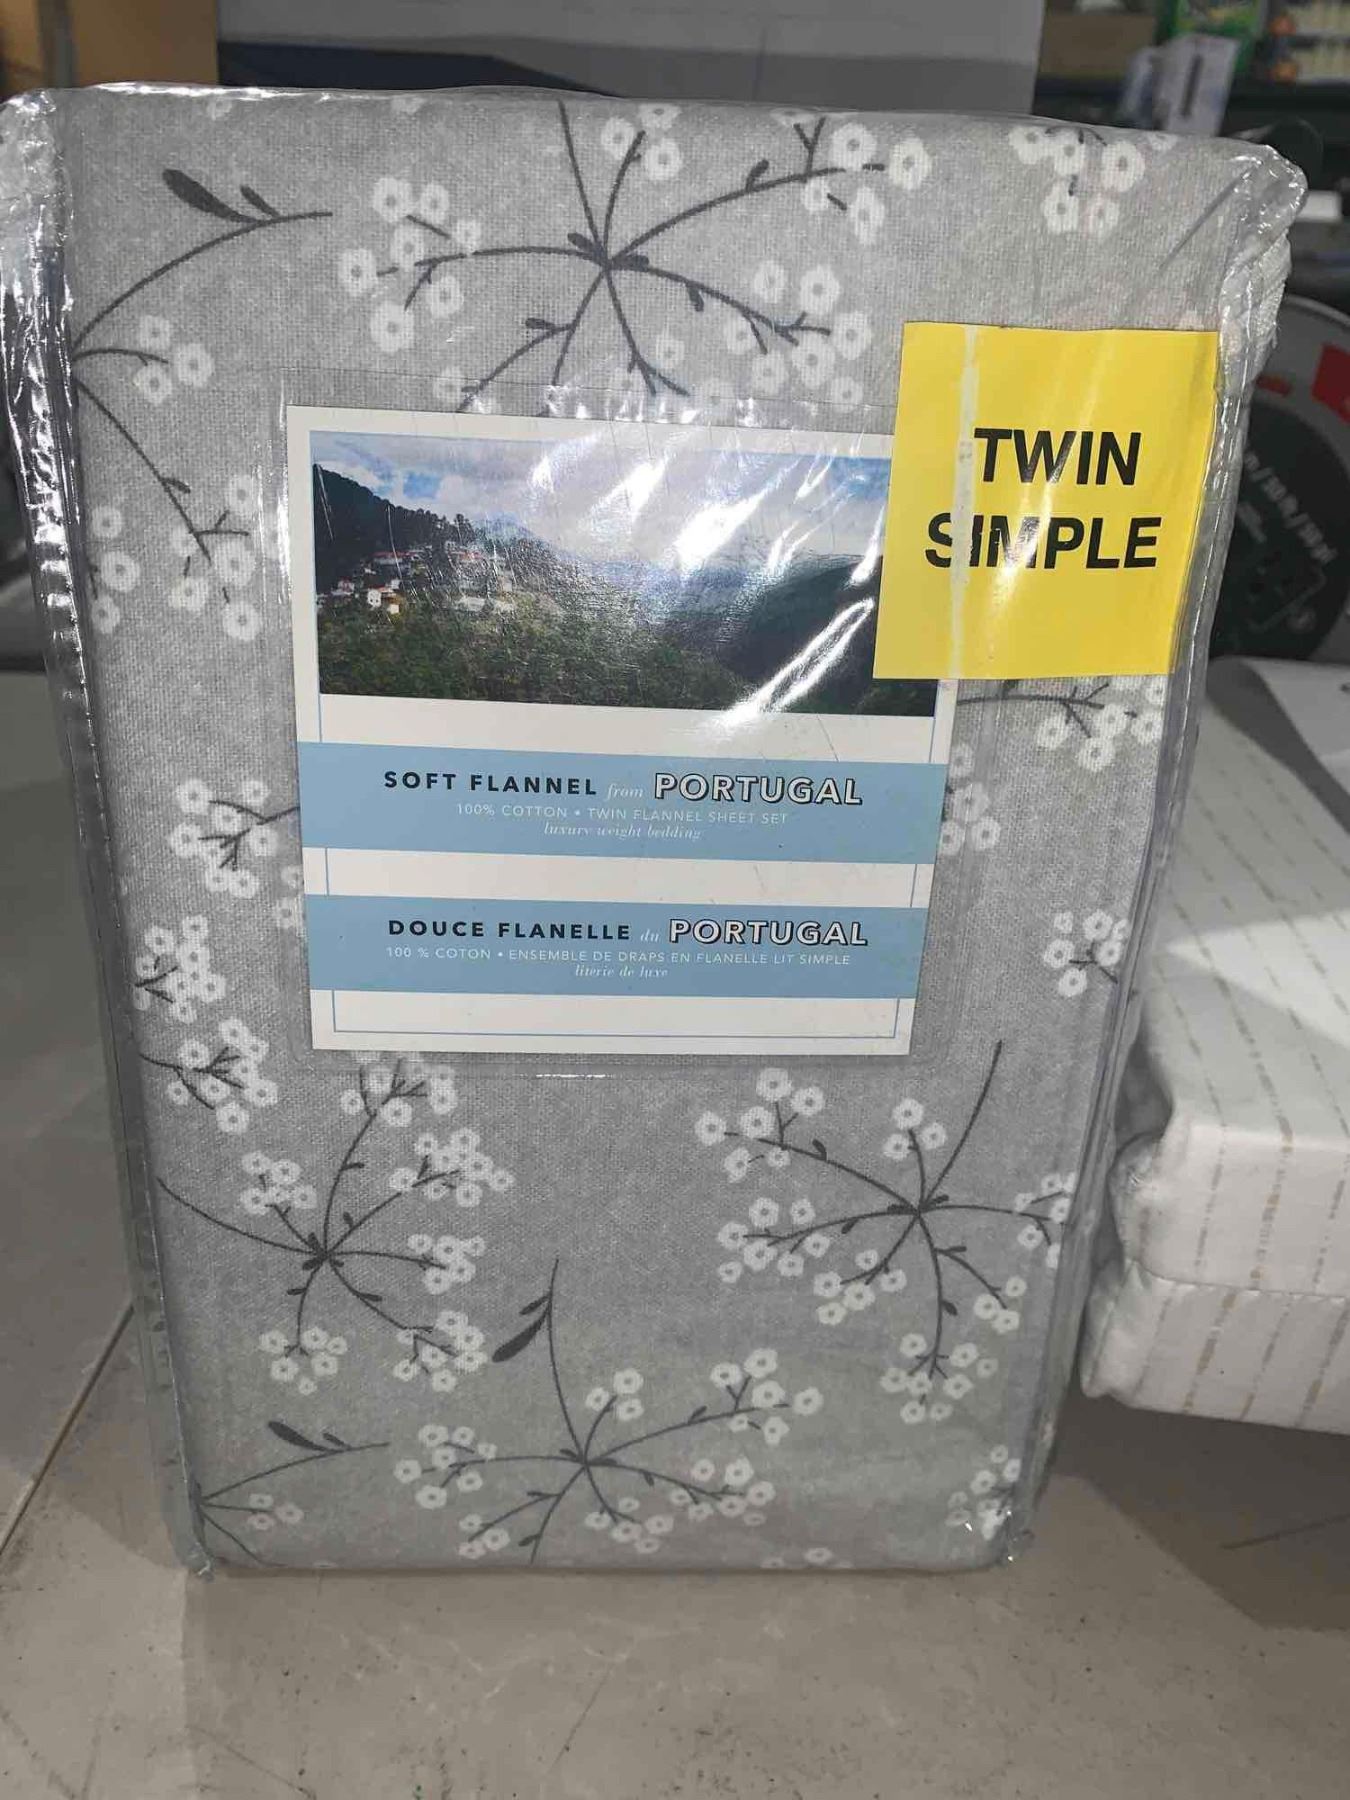 TWIN
SIMPLE
SOFT FLANNEL from PORTUGAL
100% COTTON • TWIN FLANNEL SHEET SET
luxury weight bedding
DOUCE FLANELLE du PORTUGAL
100 % COTON • ENSEMBLE DE DRAPS EN FLANELLE LIT SIMPLE
literie de luxe